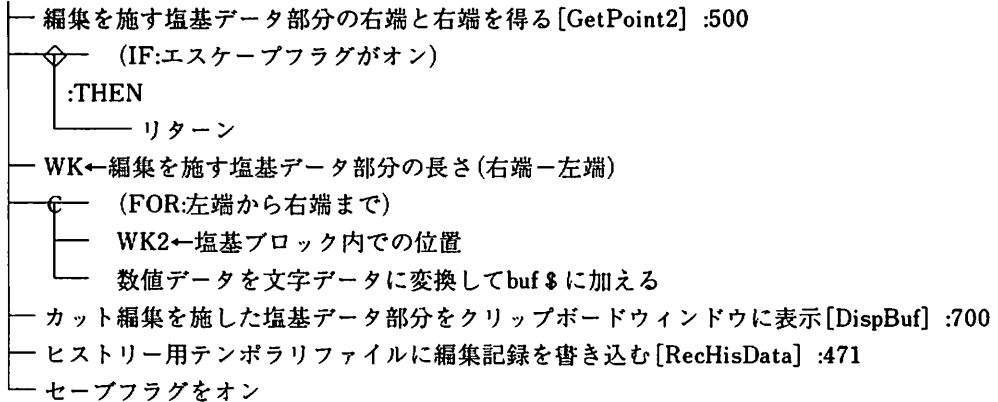 編集を施す塩基データ部分の右端と右端を得る[GetPoint2] :500
(IF:エスケープフラグがオン)
:THEN
リターン
WK←編集を施す塩基データ部分の長さ(右端－左端)
C (FOR:左端から右端まで)
WK2←塩基ブロック内での位置
数値データを文字データに変換してbuf$に加える
カット編集を施した塩基データ部分をクリップボードウィンドウに表示[DispBuf] :700
ヒストリー用テンポラリファイルに編集記録を書き込む[RecHisData] :471
セーブフラグをオン